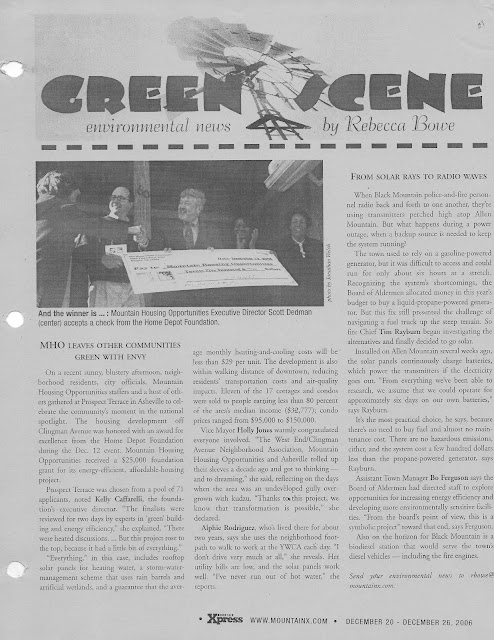 GREEN SCENE
environmental news by Rebecca Bowe
photo by Jonathan Welch
And the winner is ... : Mountain Housing Opportunities Executive Director Scott Dedman
(center) accepts a check from the Home Depot Foundation.
MHO LEAVES OTHER COMMUNITIES
GREEN WITH ENVY
On a recent sunny, blustery afternoon, neigh-
borhood residents, city officials, Mountain
Housing Opportunities staffers and a host of oth-
ers gathered at Prospect Terrace in Asheville to cel-
ebrate the community's moment in the national
spotlight. The housing development off
Clingman Avenue was honored with an award for
excellence from the Home Depot Foundation
during the Dec. 12 event. Mountain Housing
Opportunities received a $25,000 foundation
grant for its energy-efficient, affordable-housing
project.
Prospect Terrace was chosen from a pool of 71
applicants, noted Kelly Caffarelli, the founda-
tion's executive director. "The finalists were
reviewed for two days by experts in 'green' build-
ing and energy efficiency," she explained. "There
were heated discussions. ... But this project rose to
the top, because it had a little bit of everything."
"Everything," in this case, includes rooftop
solar panels for heating water, a storm-water-
management scheme that uses rain barrels and
artificial wetlands, and a guarantee that the aver-
age monthly heating-and-cooling costs will be
less than $29 per unit. The development is also
within walking distance of downtown, reducing
residents' transportation costs and air-quality
impacts. Eleven of the 17 cottages and condos
were sold to people earning less than 80 percent
of the area's median income ($32,777); condo
prices ranged from $95,000 to $150,000.
Vice Mayor Holly Jones warmly congratulated
everyone involved. "The West End/Clingman
Avenue Neighborhood Association, Mountain
Housing Opportunities and Asheville rolled up
their sleeves a decade ago and got to thinking —
and to dreaming," she said, reflecting on the days
when the area was an undeveloped gully over-
grown with kudzu. "Thanks to this project, we
know that transformation is possible," she
declared.
Alphie Rodriguez, who's lived there for about
two years, says she uses the neighborhood foot-
path to walk to work at the YWCA each day. "I
don't drive very much at all," she reveals. Her
utility bills are low, and the solar panels work
well. "I've never run out of hot water," she
reports.
FROM SOLAR RAYS TO RADIO WAVES
When Black Mountain police-and-fire person-
nel radio back and forth to one another, they're
using transmitters perched high atop Allen
Mountain. But what happens during a power
outage, when a backup source is needed to keep
the system running?
The town used to rely on a gasoline-powered
generator, but it was difficult to access and could
run for only about six hours at a stretch.
Recognizing the system's shortcomings, the
Board of Aldermen allocated money in this year's
budget to buy a liquid-propane-powered genera-
tor. But this fix still presented the challenge of
navigating a fuel truck up the steep terrain. So
fire Chief Tim Rayburn began investigating the
alternatives and finally decided to go solar.
Installed on Allen Mountain several weeks ago,
the solar panels continuously charge batteries,
which power the transmitters if the electricity
goes out. "From everything we've been able to
research, we assume that we could operate for
approximately six days on our own batteries,"
says Rayburn.
It's the most practical choice, he says, because
there's no need to buy fuel and almost no main-
tenance cost. There are no hazardous emissions,
either, and the system cost a few hundred dollars
less than the propane-powered generator, says
Rayburn.
Assistant Town Manager Bo Ferguson says the
Board of Aldermen had directed staff to explore
opportunities for increasing energy efficiency and
developing more environmentally sensitive facili-
ties. "From the board's point of view, this is a
symbolic project" toward that end, says Ferguson.
Also on the horizon for Black Mountain is a
biodiesel station that would serve the town's
diesel vehicles — including the fire engines.
Send your environmental news to rbowe@
mountainx.com.
• Xpress WWW.MOUNTAINX.COM • DECEMBER 20 - DECEMBER 26, 2006